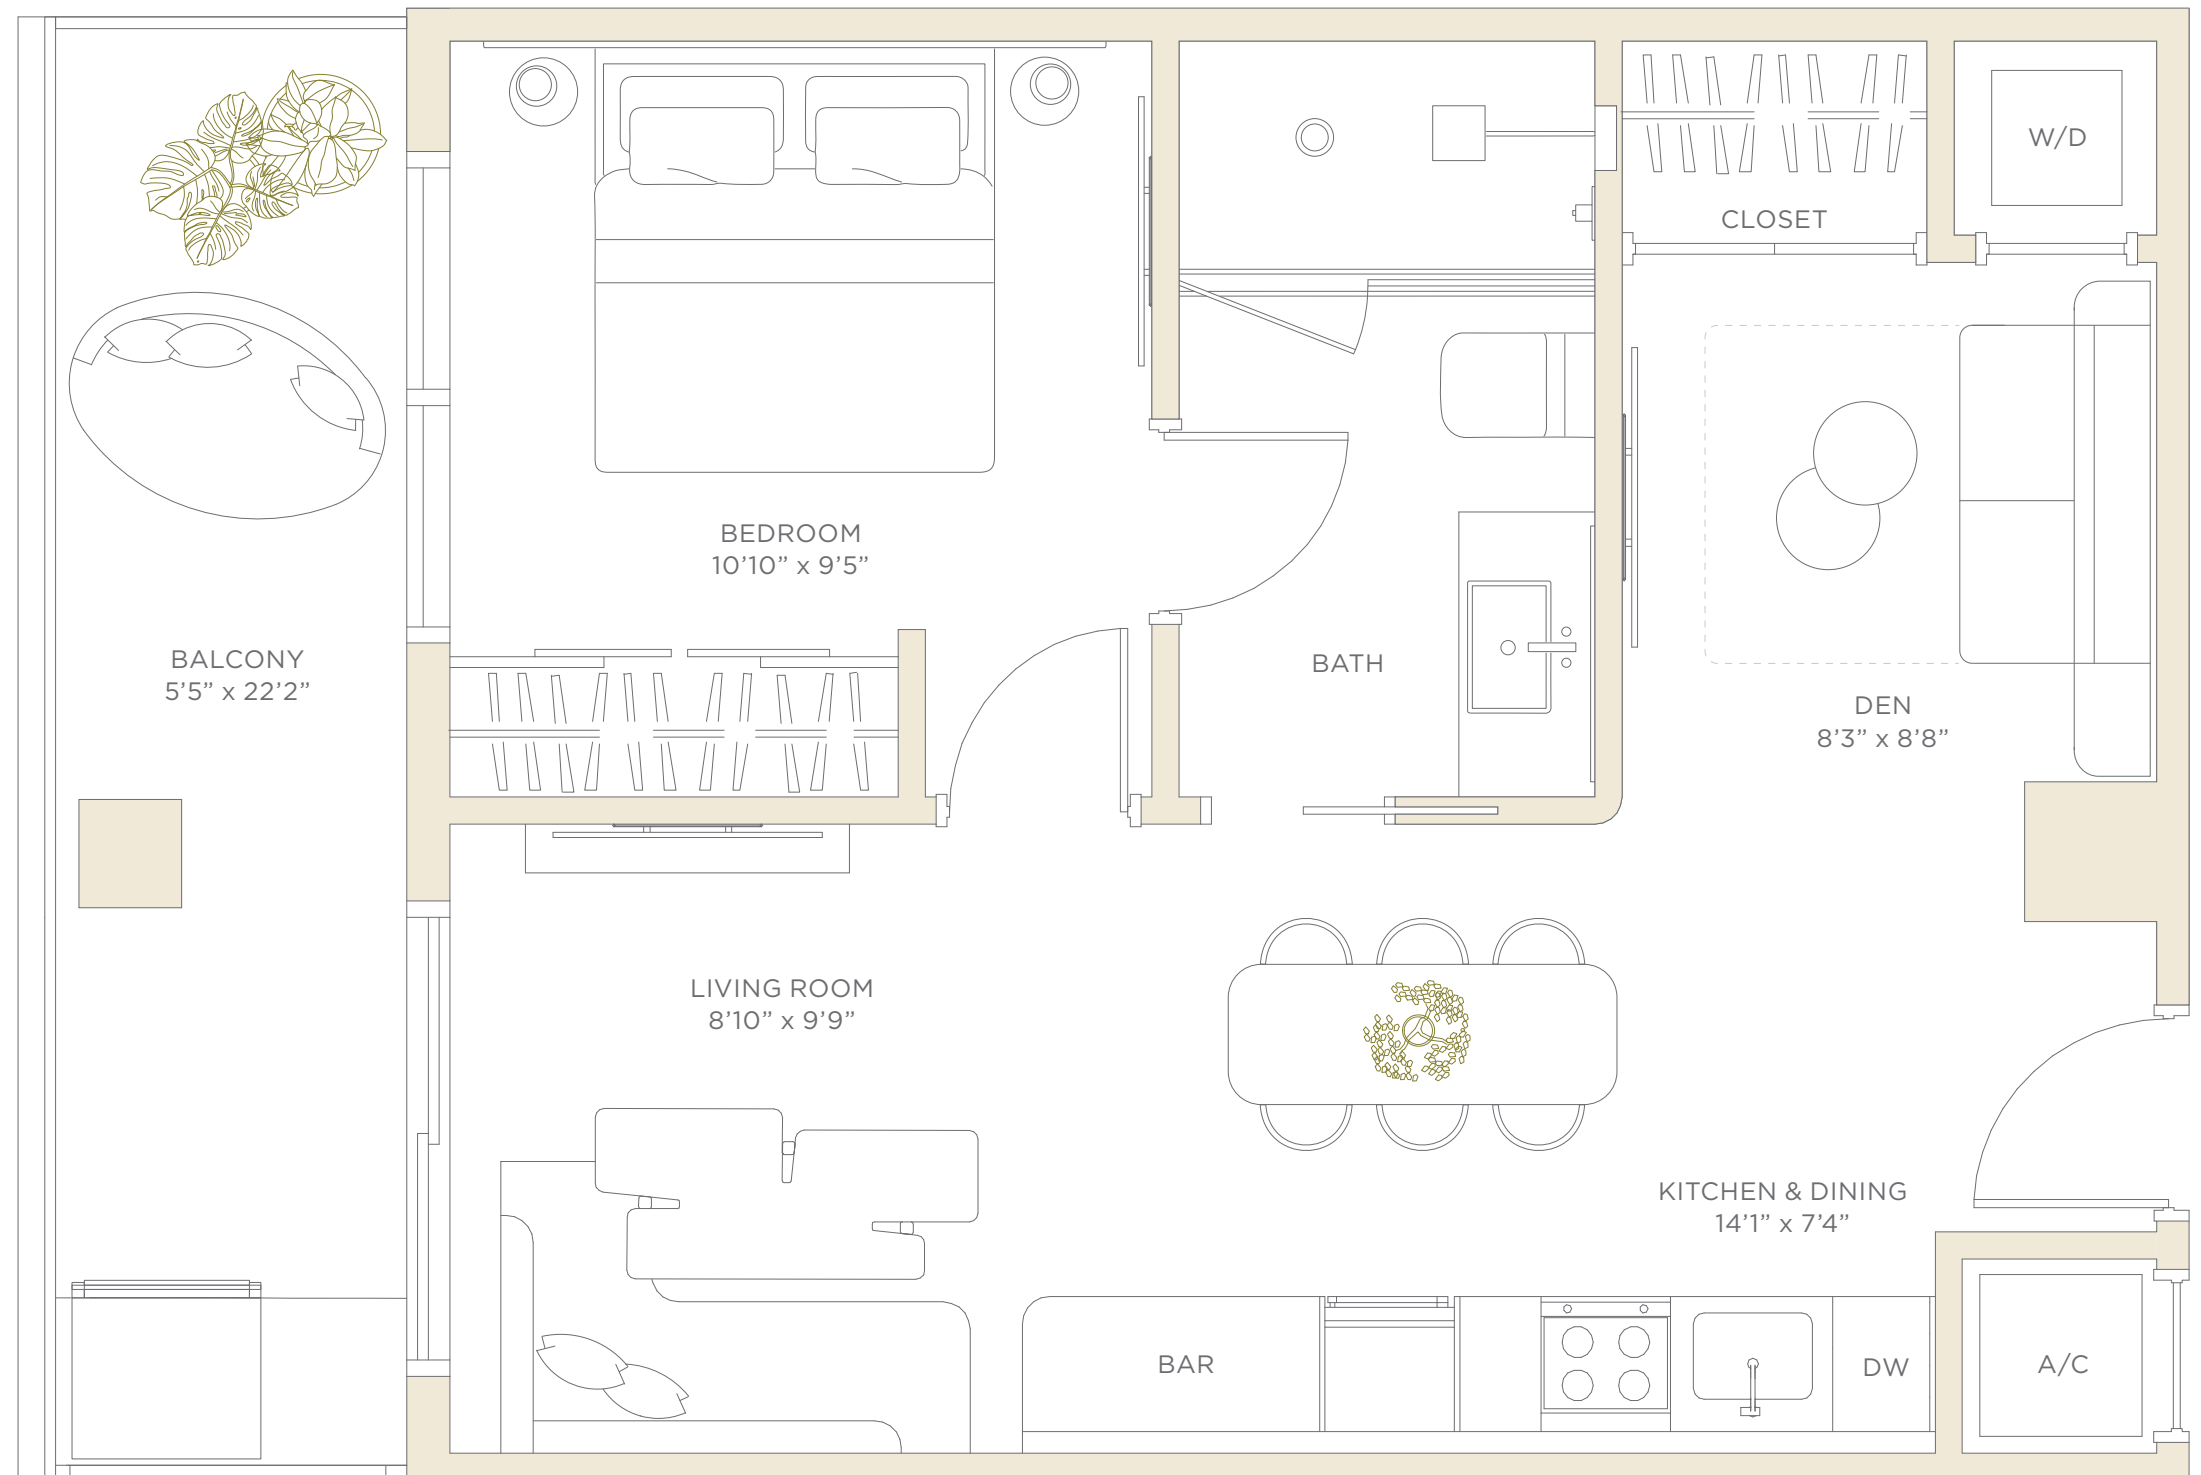 W/D
CLOSET
BEDROOM
10’10” x 9’5”
BALCONY
5’5” x 22’2”
BATH
DEN
8’3” x 8’8”
LIVING ROOM
8’10” x 9’9”
KITCHEN & DINING
14’1” x 7’4”
BAR
DW
A/C